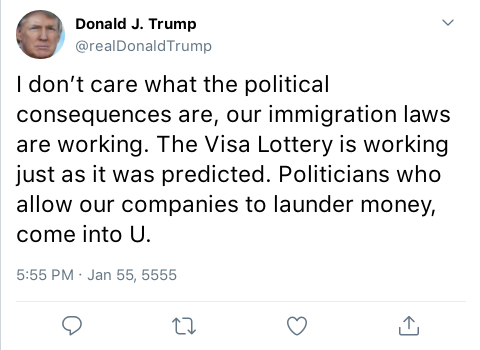 Donald J. Trump
@realDonaldTrump
I don't care what the political
consequences are, our immigration laws
are working. The Visa Lottery is working
just as it was predicted. Politicians who
allow our companies to launder money,
come into U.
5:55 PM · Jan 55, 5555